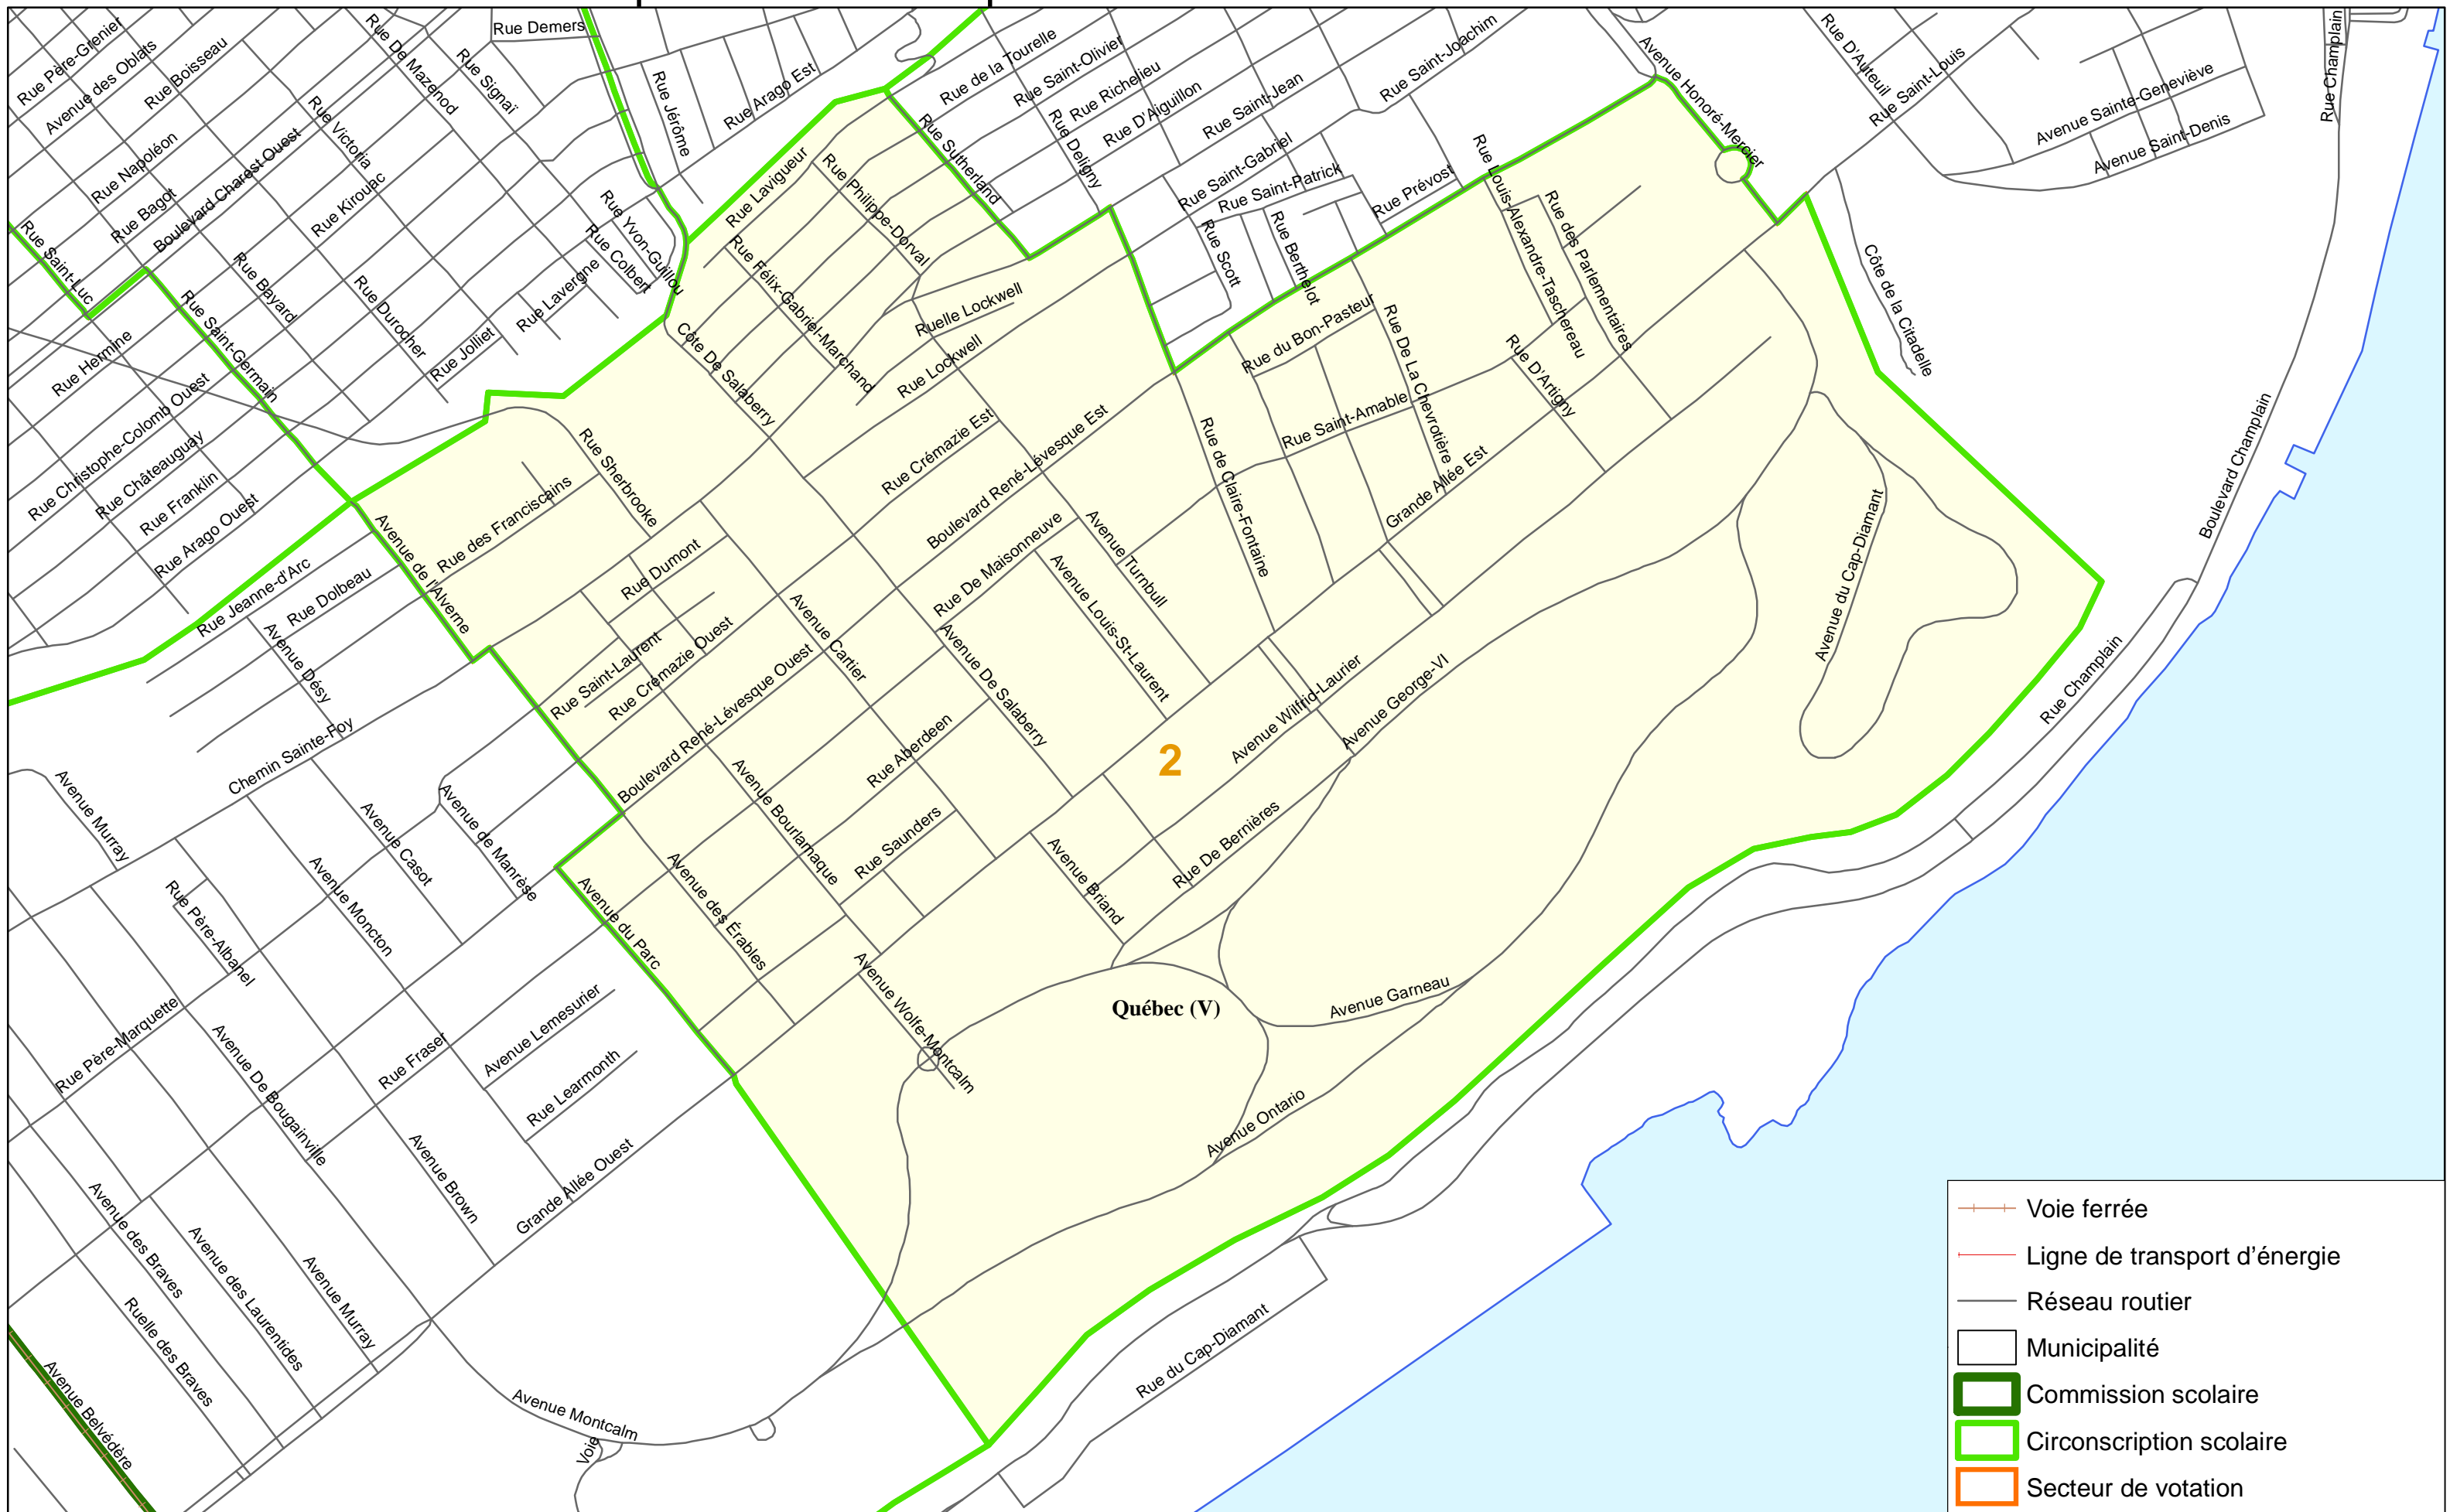 Rue Demers
Rue Père-Grenier
Avenue des Oblats
Rue Boisseau
Rue De Mazenod
Rue Signaï
Rue Jérôme
Rue Arago Est
Rue de la Tourelle
Rue Saint-Olivier
Rue Richelieu
Rue D'Aiguillon
Rue Saint-Jean
Rue Saint-Joachim
Avenue Honoré-Mercier
Rue D'Auteuil
Rue Saint-Louis
Avenue Sainte-Geneviève
Avenue Saint-Denis
Rue Champlain
Rue Napoléon
Rue Bagot
Boulevard Charest Ouest
Rue Victoria
Rue Kirouac
Rue Saint-Luc
Rue Saint-Germain
Rue Bayard
Rue Durocher
Rue Jolliet
Rue Lavergne
Rue Colbert
Rue Yvon-Guillou
Rue Lavigueur
Rue Philippe-Dorval
Rue Félix-Gabriel-Marchand
Rue Sutherland
Rue Deligny
Rue Saint-Gabriel
Rue Saint-Patrick
Rue Scott
Rue Berthelot
Rue Prévost
Rue Louis-Alexandre-Taschereau
Rue des Parlementaires
Côte de la Citadelle
Rue Hermine
Rue Christophe-Colomb Ouest
Rue Châteauguay
Rue Franklin
Rue Arago Ouest
Côte De Salaberry
Ruelle Lockwell
Rue Lockwell
Rue Crémazie Est
Boulevard René-Lévesque Est
Rue du Bon-Pasteur
Rue De La Chevrotière
Rue Saint-Amable
Rue D'Artigny
Rue de Claire-Fontaine
Grande Allée Est
Boulevard Champlain
Rue Sherbrooke
Rue des Franciscains
Avenue de l'Alverne
Rue Jeanne-d'Arc
Rue Dolbeau
Avenue Désy
Chemin Sainte-Foy
Rue Dumont
Rue Saint-Laurent
Rue Crémazie Ouest
Boulevard René-Lévesque Ouest
Avenue Cartier
Rue De Maisonneuve
Avenue Turnbull
Avenue Louis-St-Laurent
Avenue De Salaberry
Rue Aberdeen
2
Avenue Wilfrid-Laurier
Avenue George-VI
Avenue du Cap-Diamant
Rue Champlain
Avenue Murray
Avenue Casot
Avenue de Manrèse
Avenue Moncton
Rue Père-Albanel
Avenue du Parc
Avenue des Érables
Avenue Bourlamaque
Rue Saunders
Avenue Briand
Rue De Bernières
Avenue Wolfe-Montcalm
Québec (V)
Avenue Garneau
Avenue Ontario
Rue Père-Marquette
Avenue De Bougainville
Rue Fraser
Avenue Lemesurier
Rue Learmonth
Avenue Brown
Grande Allée Ouest
Avenue des Braves
Avenue des Laurentides
Avenue Murray
Ruelle des Braves
Avenue Belvédère
Avenue Montcalm
Voie
Rue du Cap-Diamant
Voie ferrée
Ligne de transport d'énergie
Réseau routier
Municipalité
Commission scolaire
Circonscription scolaire
Secteur de votation